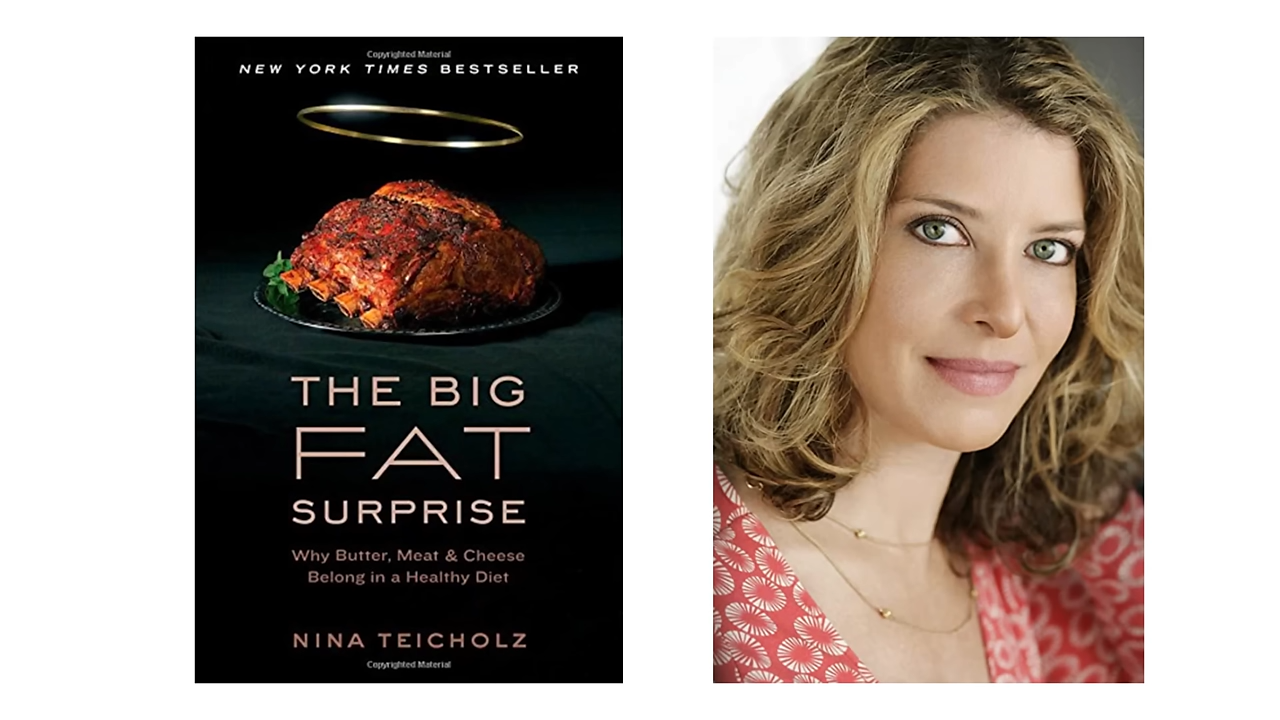 Copyrighted Material
NEW YORK TIMES BESTSELLER
THE BIG
FAT
SURPRISE
Why Butter, Meat & Cheese
Belong in a Healthy Diet
NINA TEICHOLZ
Copyrighted Material